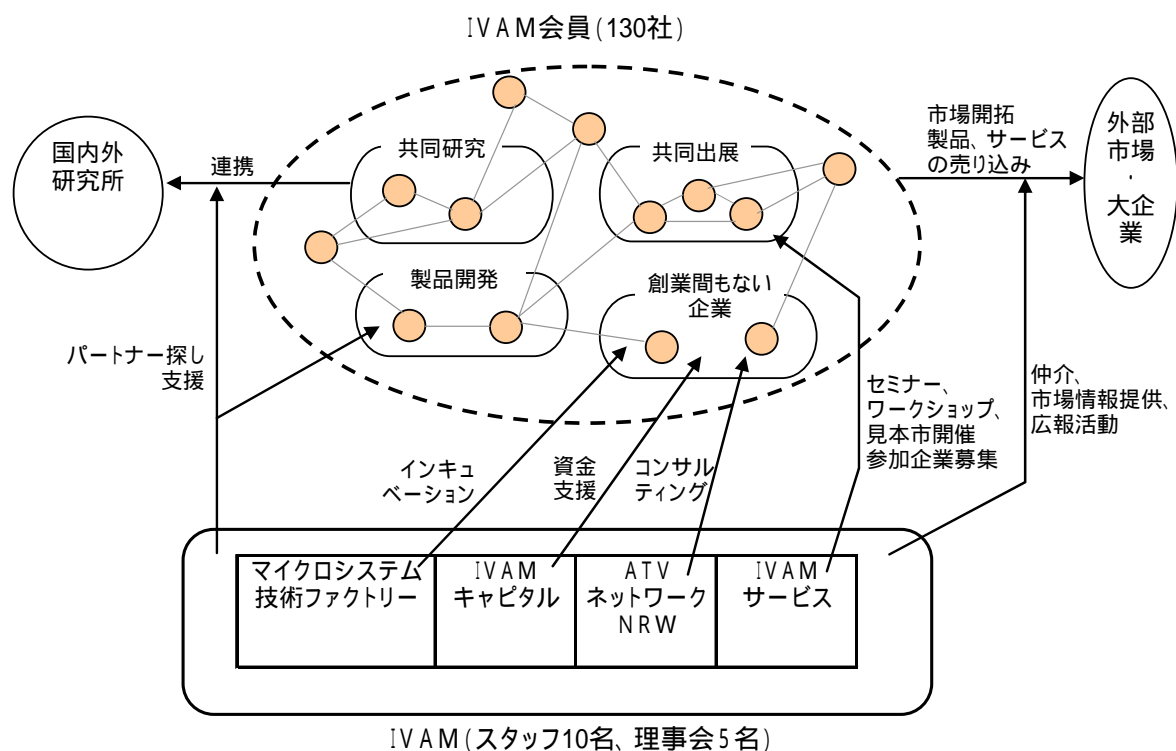 IVAM会員(130社)
国内外
研究所
連携
共同研究
共同出展
市場開拓
製品、サービス
の売り込み
外部
市場
・
大企業
製品開発
創業間もない
企業
パートナー探し
支援
インキュ
ベーション
資金
支援
コンサル
ティング
セミナー、
ワークショップ、
見本市開催
参加企業募集
仲介、
市場情報提供、
広報活動
マイクロシステム
技術ファクトリー
IVAM
キャピタル
ATV
ネットワーク
NRW
IVAM
サービス
IVAM(スタッフ10名、理事会5名)